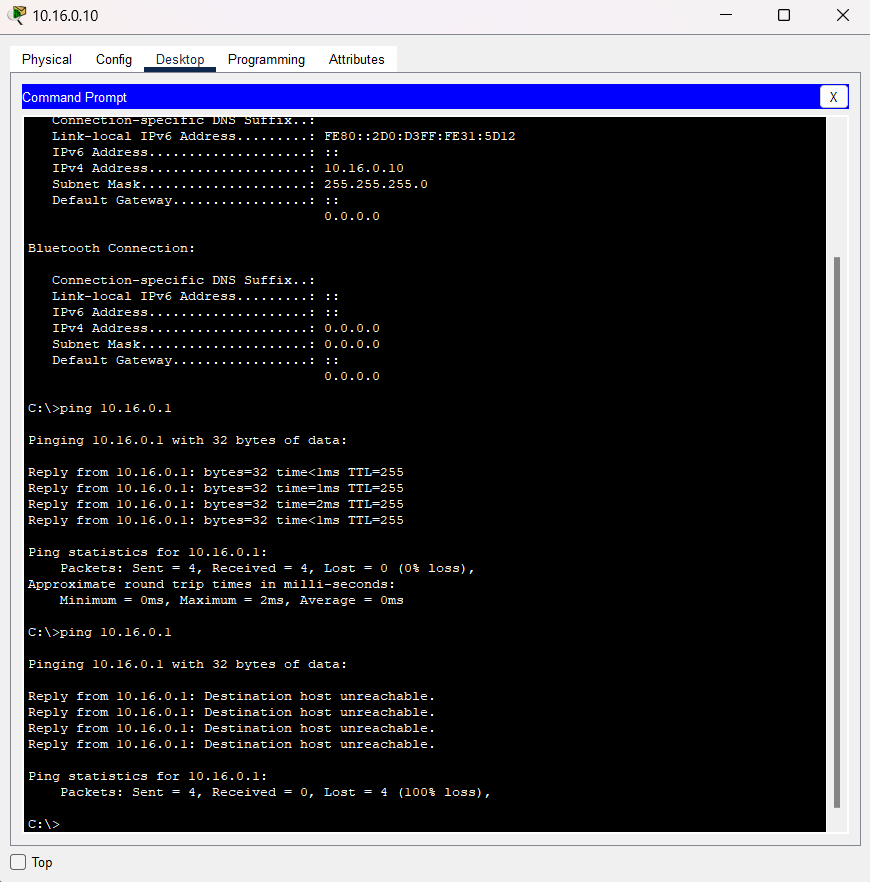 10.16.0.10
Physical Config Desktop Programming Attributes
Command Prompt
X
Connection-specific DNS Suffix..:
Link-local IPv6 Address.........: FE80::2D0:D3FF:FE31:5D12
IPv6 Address....................: ::
IPv4 Address....................: 10.16.0.10
Subnet Mask.....................: 255.255.255.0
Default Gateway.................: ::
0.0.0.0
Bluetooth Connection:
Connection-specific DNS Suffix..:
Link-local IPv6 Address.........: ::
IPv6 Address....................: ::
IPv4 Address....................: 0.0.0.0
Subnet Mask.....................: 0.0.0.0
Default Gateway.................: ::
0.0.0.0
C:\>ping 10.16.0.1
Pinging 10.16.0.1 with 32 bytes of data:
Reply from 10.16.0.1: bytes=32 time<1ms TTL=255
Reply from 10.16.0.1: bytes=32 time=1ms TTL=255
Reply from 10.16.0.1: bytes=32 time=2ms TTL=255
Reply from 10.16.0.1: bytes=32 time<1ms TTL=255
Ping statistics for 10.16.0.1:
Packets: Sent = 4, Received = 4, Lost = 0 (0% loss),
Approximate round trip times in milli-seconds:
Minimum = 0ms, Maximum = 2ms, Average = 0ms
C:\>ping 10.16.0.1
Pinging 10.16.0.1 with 32 bytes of data:
Reply from 10.16.0.1: Destination host unreachable.
Reply from 10.16.0.1: Destination host unreachable.
Reply from 10.16.0.1: Destination host unreachable.
Reply from 10.16.0.1: Destination host unreachable.
Ping statistics for 10.16.0.1:
Packets: Sent = 4, Received = 0, Lost = 4 (100% loss),
C:\>
Top